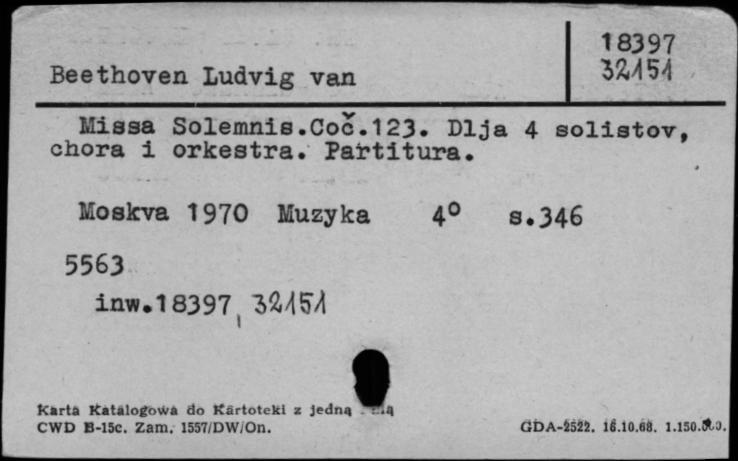 18397
32151
Beethoven Ludvig van
Missa Solemnis.Coč.123. Dlja 4 solistov,
chora i orkestra. Partitura.
Moskva 1970 Muzyka 4° s.346
5563
inw.18397, 32151
Karta Katalogowa do Kartoteki z jedną
CWD B-15c. Zam. 1557/DW/On.
GDA-2522. 16.10.68.